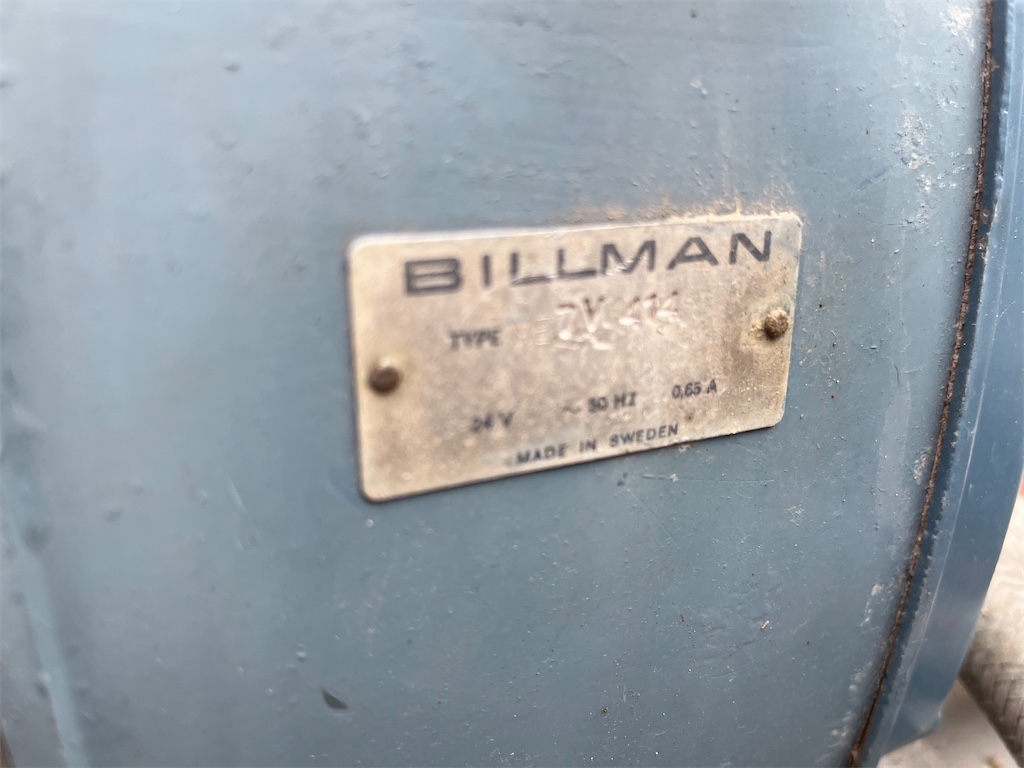 BILLMAN
TYPE
24 V ~ 50 HZ 0,65 A
MADE IN SWEDEN